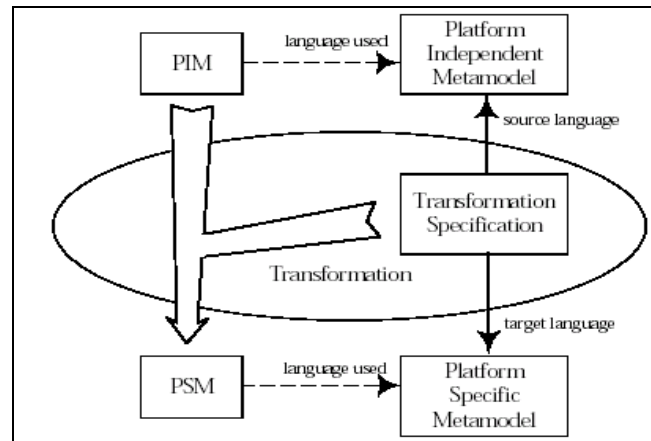 PIM
language used
Platform
Independent
Metamodel
source language
Transformation
Specification
Transformation
target language
PSM
language used
Platform
Specific
Metamodel